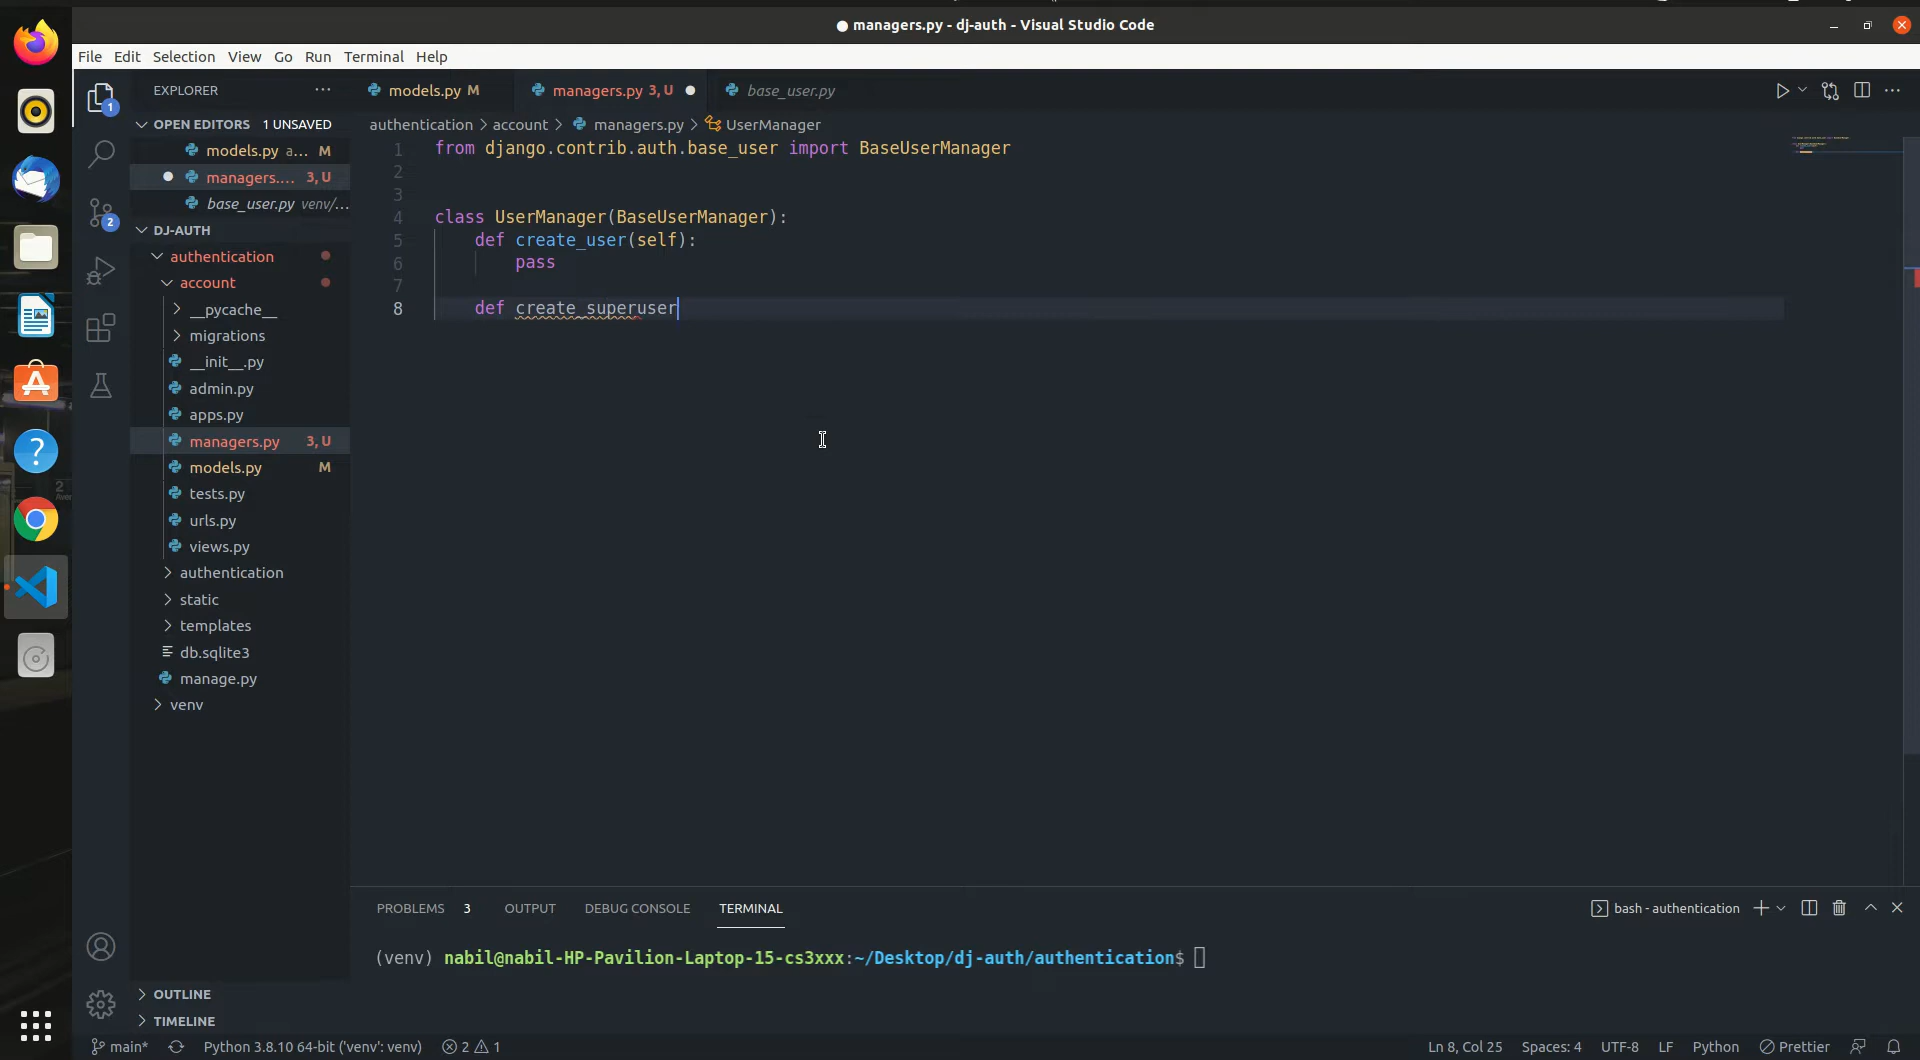 managers.py - dj-auth - Visual Studio Code
File Edit Selection View Go Run Terminal Help
EXPLORER
models.py M
managers.py 3, U
base_user.py
OPEN EDITORS 1 UNSAVED
authentication > account > managers.py > UserManager
models.py a... M
managers.... 3, U
base_user.py venv/...
DJ-AUTH
authentication
account
__pycache__
migrations
__init__.py
admin.py
apps.py
managers.py 3, U
models.py M
tests.py
urls.py
views.py
authentication
static
templates
db.sqlite3
manage.py
venv
OUTLINE
TIMELINE
1 from django.contrib.auth.base_user import BaseUserManager
2
3
4 class UserManager(BaseUserManager):
5 def create_user(self):
6 pass
7
8 def create_superuser
PROBLEMS 3 OUTPUT DEBUG CONSOLE TERMINAL
bash - authentication
(venv) nabil@nabil-HP-Pavilion-Laptop-15-cs3xxx:~/Desktop/dj-auth/authentication$
main* Python 3.8.10 64-bit ('venv': venv) 2 1
Ln 8, Col 25 Spaces: 4 UTF-8 LF Python Prettier
1
2